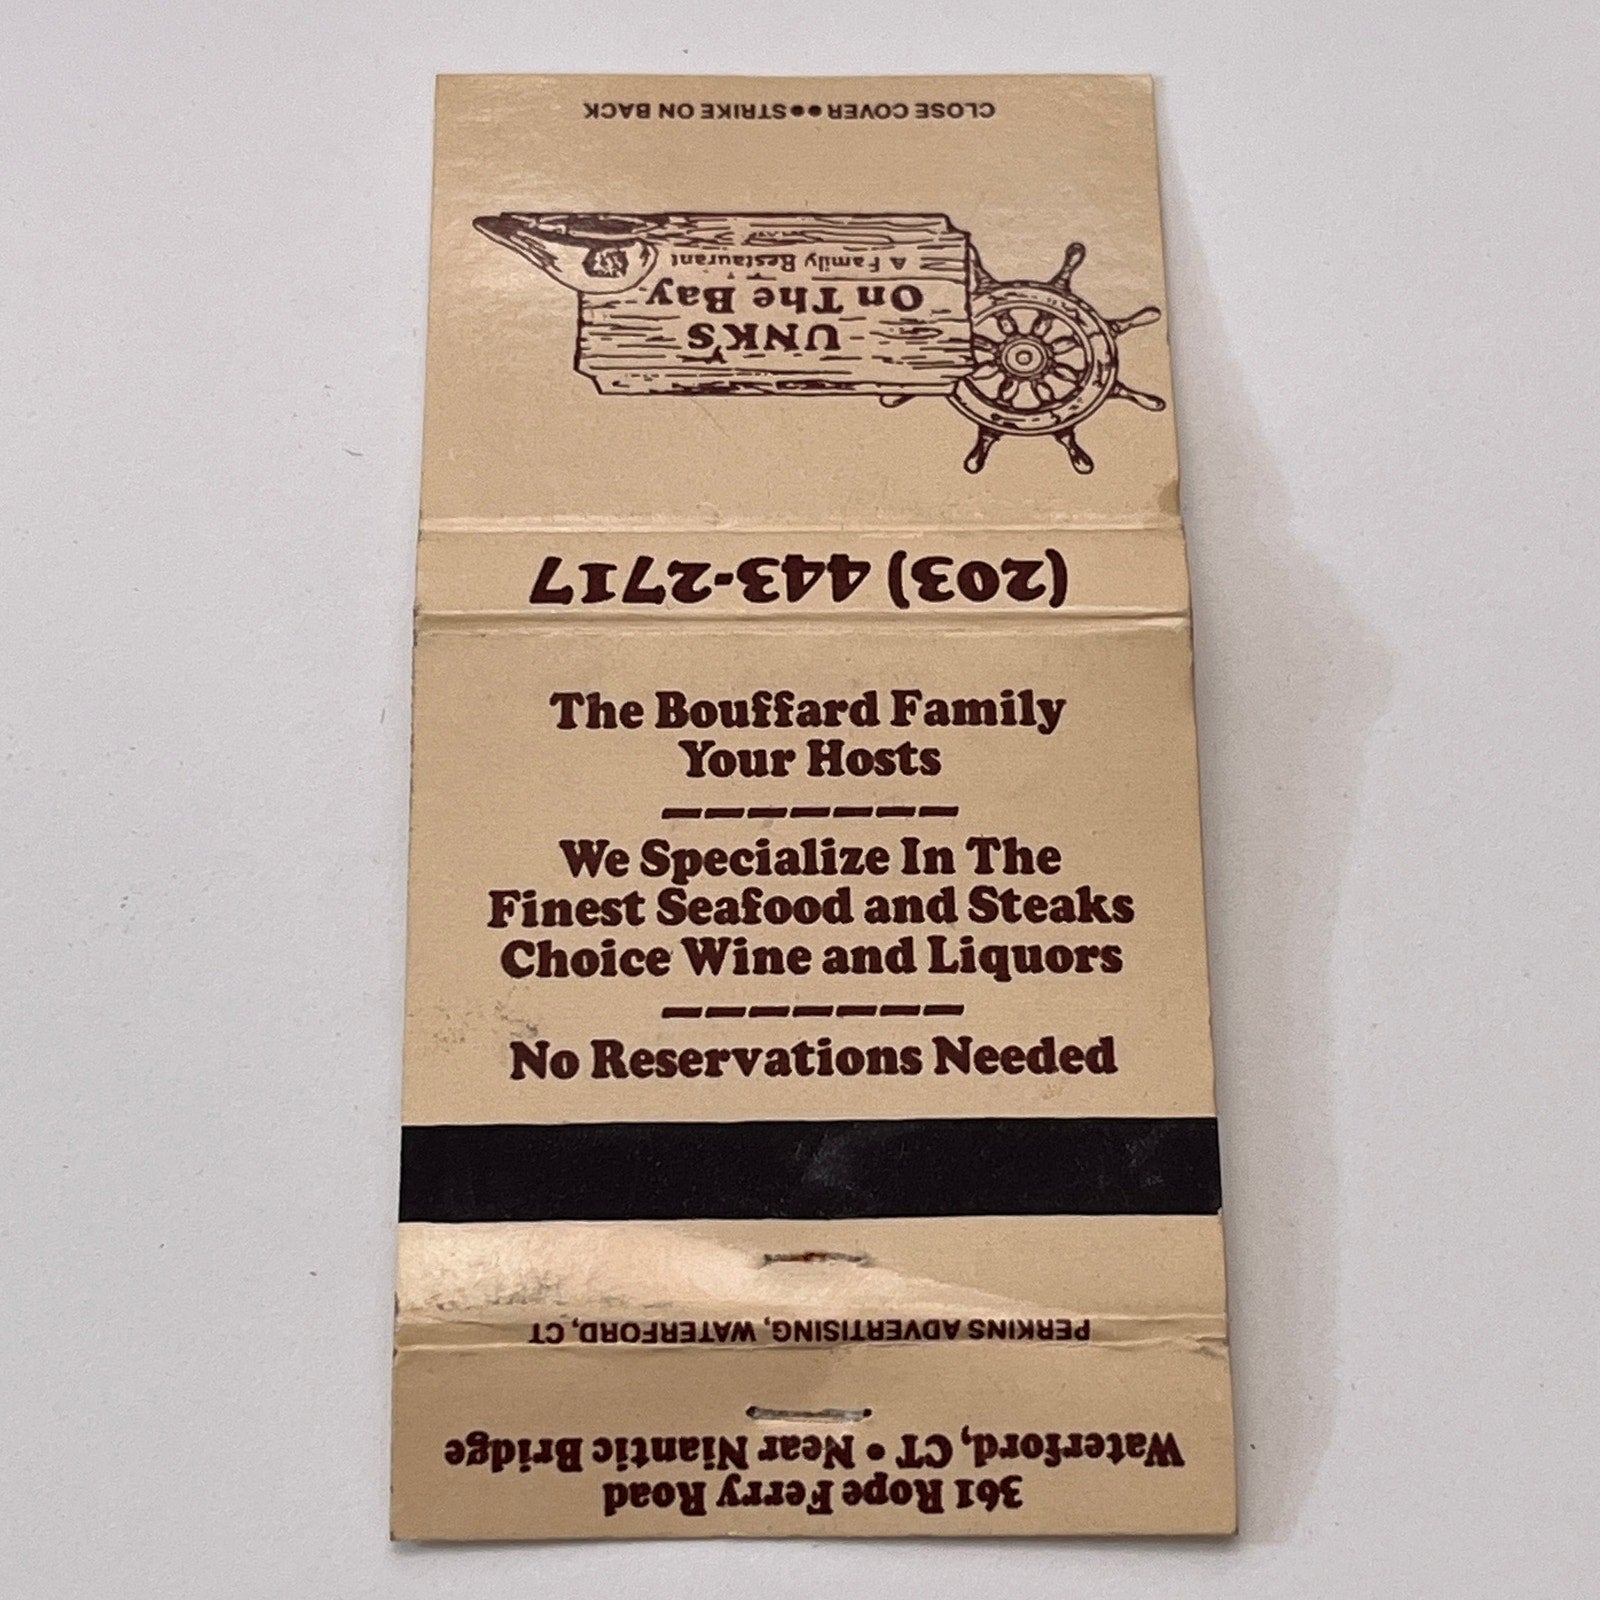 CLOSE COVER●●STRIKE ON BACK
UNK'S
On The Bay
A Family Restaurant
(203) 443-2717
The Bouffard Family
Your Hosts
We Specialize In The
Finest Seafood and Steaks
Choice Wine and Liquors
No Reservations Needed
PERKINS ADVERTISING, WATERFORD, CT
361 Rope Ferry Road
Waterford, CT • Near Niantic Bridge